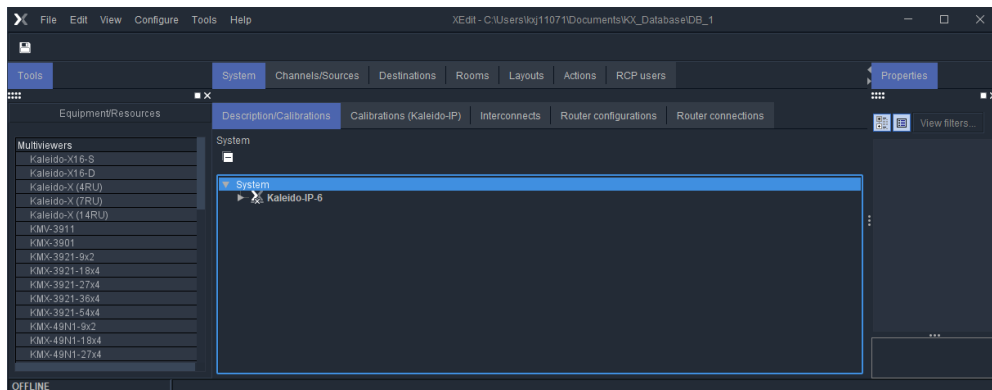 File Edit View Configure Tools Help XEdit - C:\Users\kxj11071\Documents\KX_Database\DB_1
Tools
System Channels/Sources Destinations Rooms Layouts Actions RCP users
Properties
Equipment/Resources
Description/Calibrations Calibrations (Kaleido-IP) Interconnects Router configurations Router connections
View filters...
System
Multiviewers
Kaleido-X16-S
Kaleido-X16-D
Kaleido-X (4RU)
Kaleido-X (7RU)
Kaleido-X (14RU)
KMV-3911
KMX-3901
KMX-3921-9x2
KMX-3921-18x4
KMX-3921-27x4
KMX-3921-36x4
KMX-3921-54x4
KMX-49N1-9x2
KMX-49N1-18x4
KMX-49N1-27x4
System
Kaleido-IP-6
OFFLINE